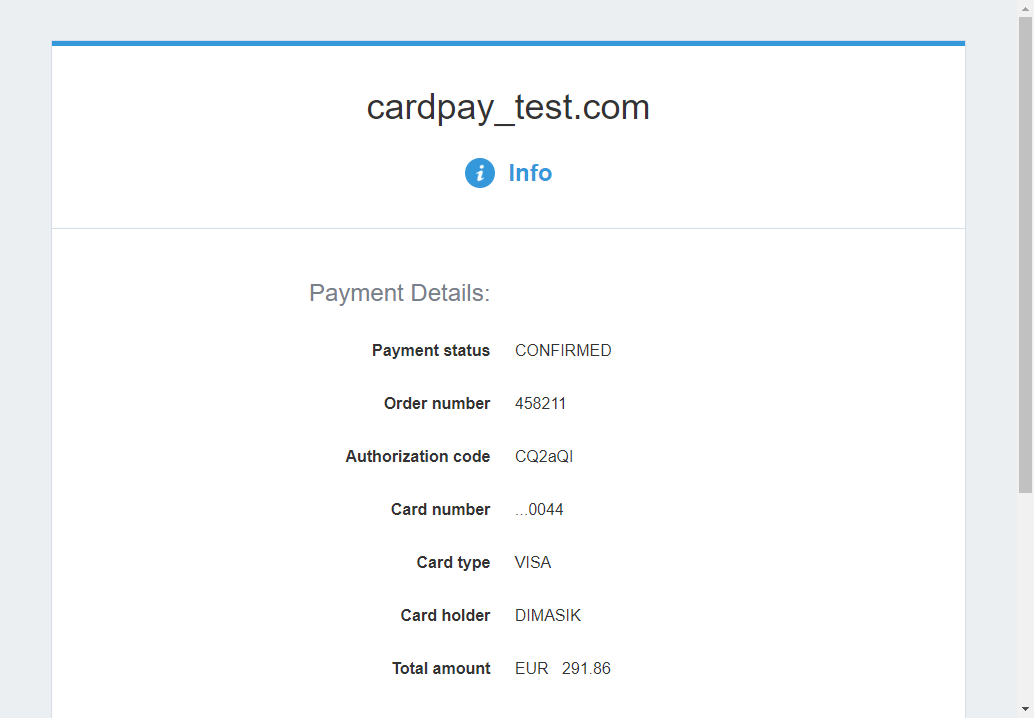 cardpay_test.com
Info
Payment Details:
Payment status CONFIRMED
Order number 458211
Authorization code CQ2aQI
Card number ...0044
Card type VISA
Card holder DIMASIK
Total amount EUR 291.86